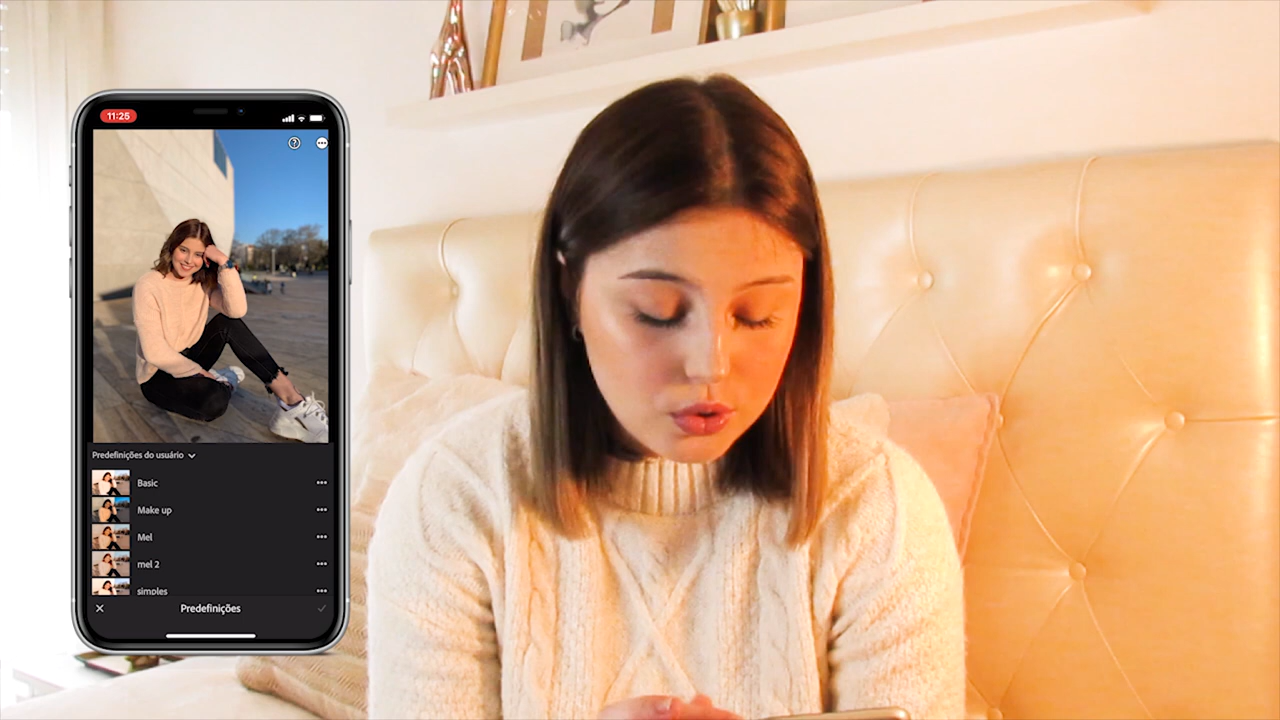 11:25
Predefinições do usuário
Basic
Make up
Mel
mel 2
simples
Predefinições